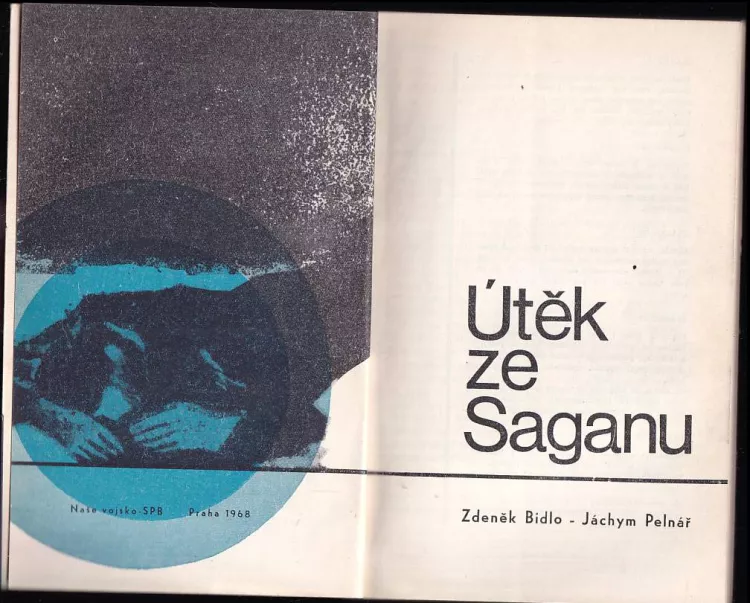 Naše vojsko-SPB Praha 1968
Útěk
ze
Saganu
Zdeněk Bidlo - Jáchym Pelnář